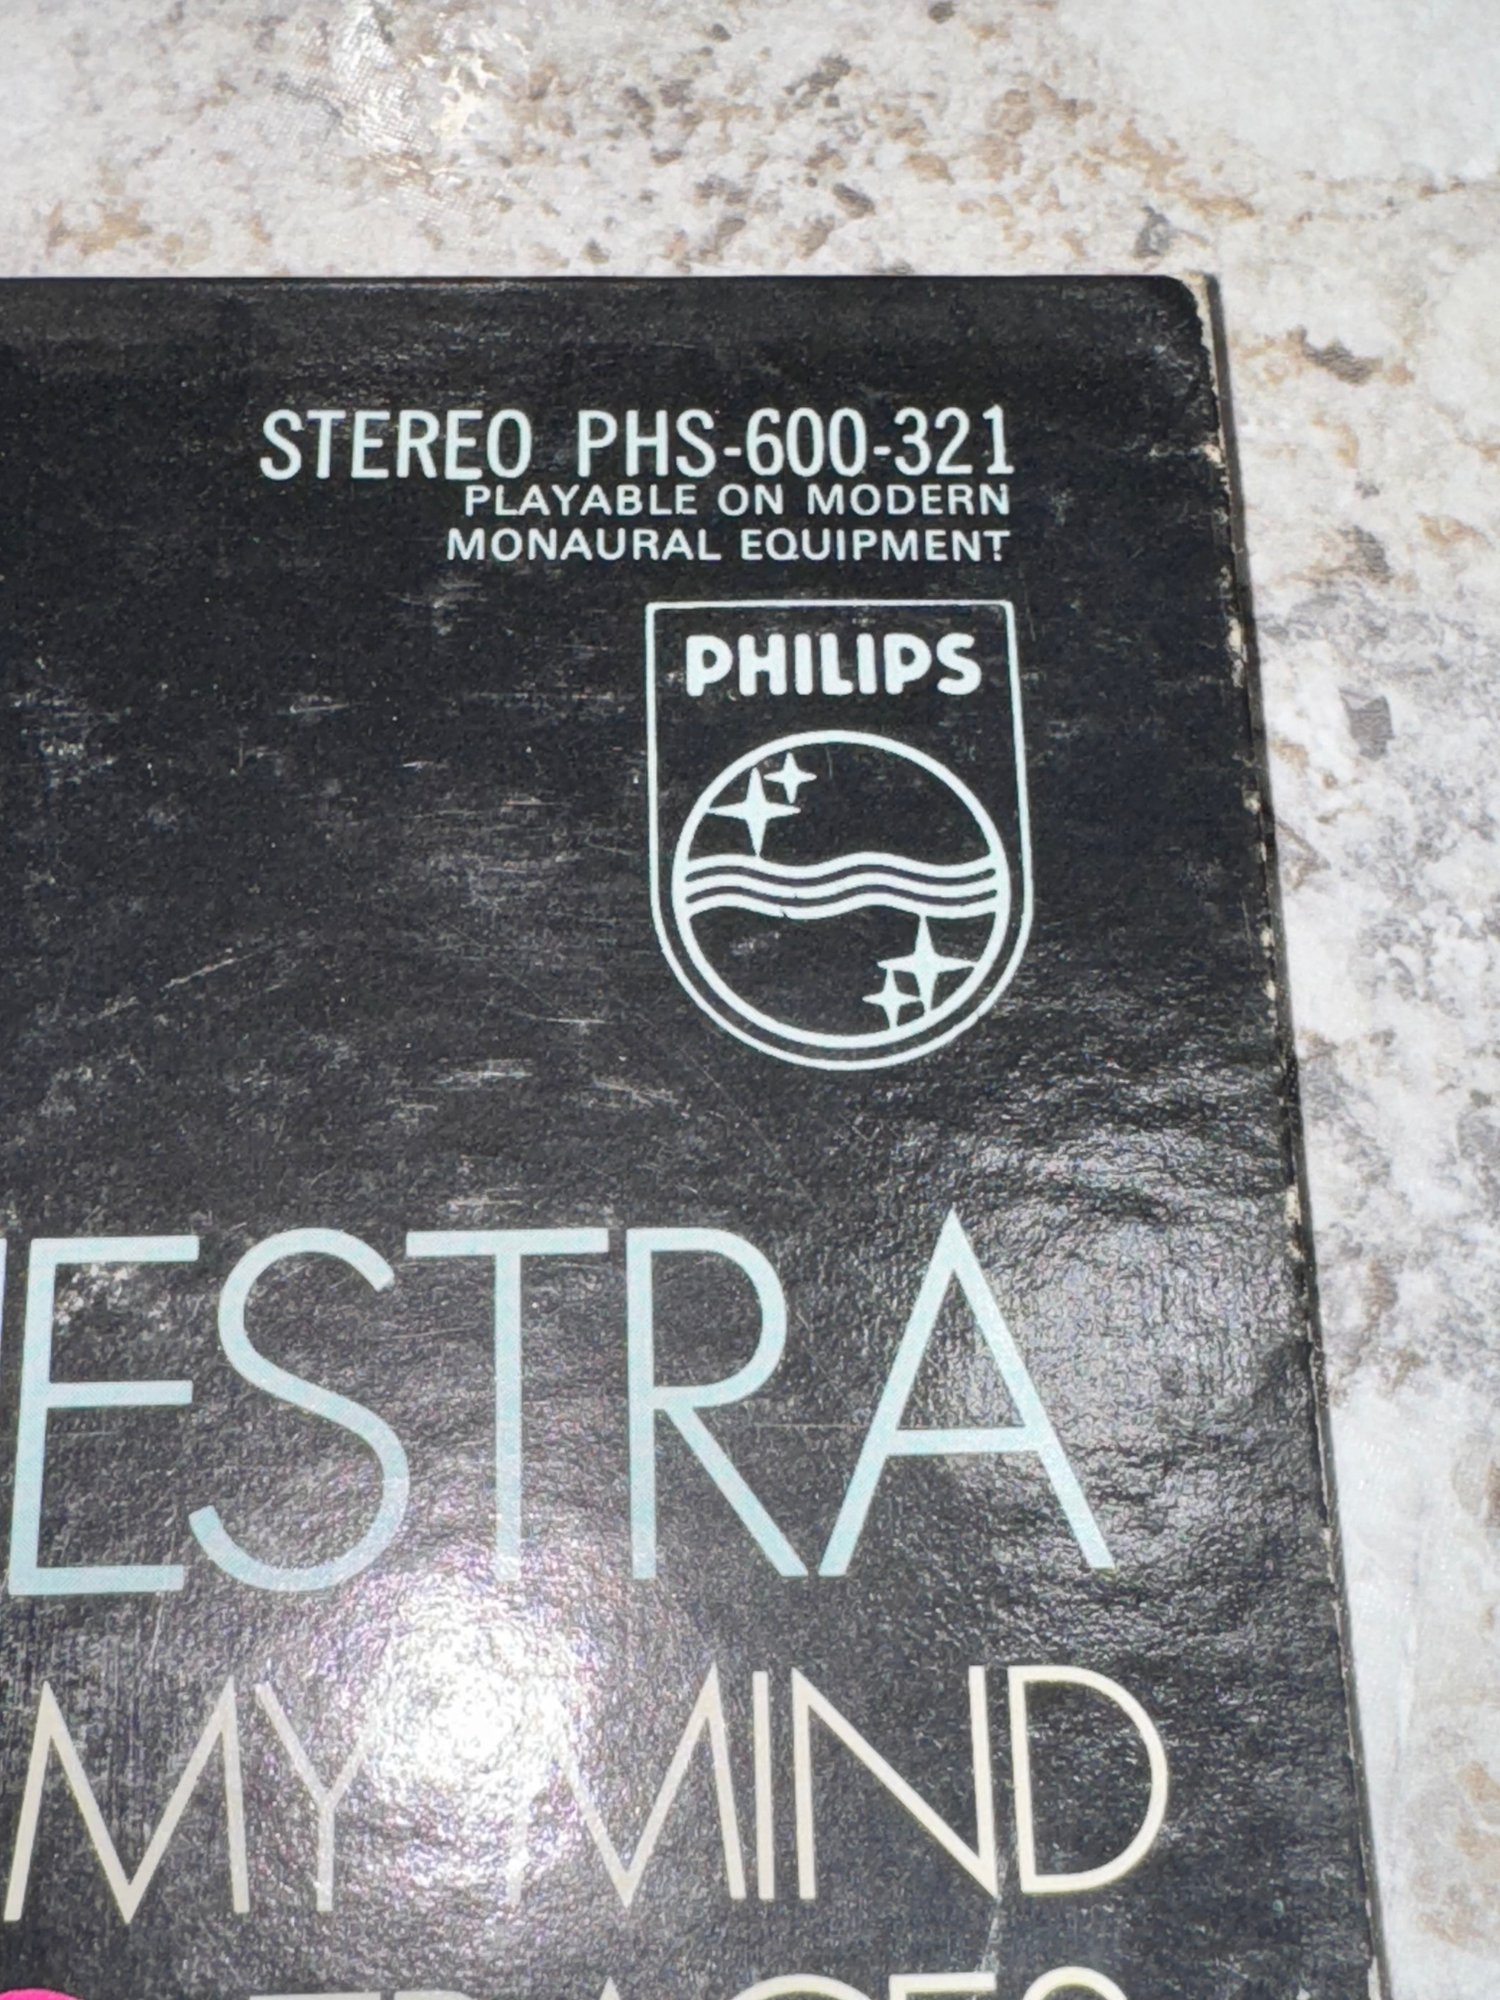 STEREO PHS-600-321
PLAYABLE ON MODERN
MONAURAL EQUIPMENT
PHILIPS
ESTRA
MY MIND